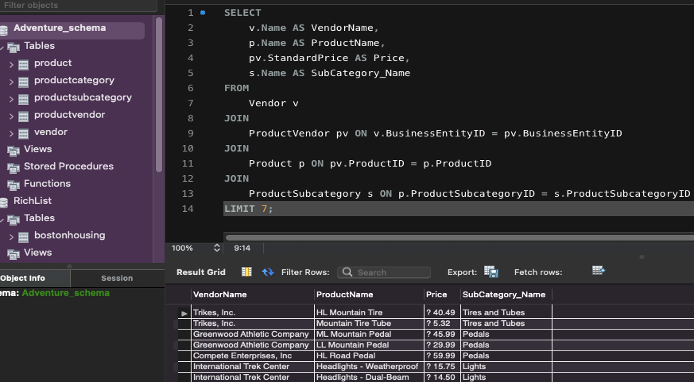 Filter objects
Adventure_schema
Tables
product
productcategory
productsubcategory
productvendor
vendor
Views
Stored Procedures
Functions
RichList
Tables
bostonhousing
Views
Object Info Session
ema: Adventure_schema
1 SELECT
2 v.Name AS VendorName,
3 p.Name AS ProductName,
4 pv.StandardPrice AS Price,
5 s.Name AS SubCategory_Name
6 FROM
7 Vendor v
8 JOIN
9 ProductVendor pv ON v.BusinessEntityID = pv.BusinessEntityID
10 JOIN
11 Product p ON pv.ProductID = p.ProductID
12 JOIN
13 ProductSubcategory s ON p.ProductSubcategoryID = s.ProductSubcategoryID
14 LIMIT 7;
100% 9:14
Result Grid Filter Rows: Search Export: Fetch rows:
VendorName ProductName Price SubCategory_Name
Trikes, Inc. HL Mountain Tire ? 40.49 Tires and Tubes
Trikes, Inc. Mountain Tire Tube ? 5.32 Tires and Tubes
Greenwood Athletic Company ML Mountain Pedal ? 45.99 Pedals
Greenwood Athletic Company LL Mountain Pedal ? 29.99 Pedals
Compete Enterprises, Inc HL Road Pedal ? 59.99 Pedals
International Trek Center Headlights - Weatherproof ? 15.75 Lights
International Trek Center Headlights - Dual-Beam ? 14.50 Lights